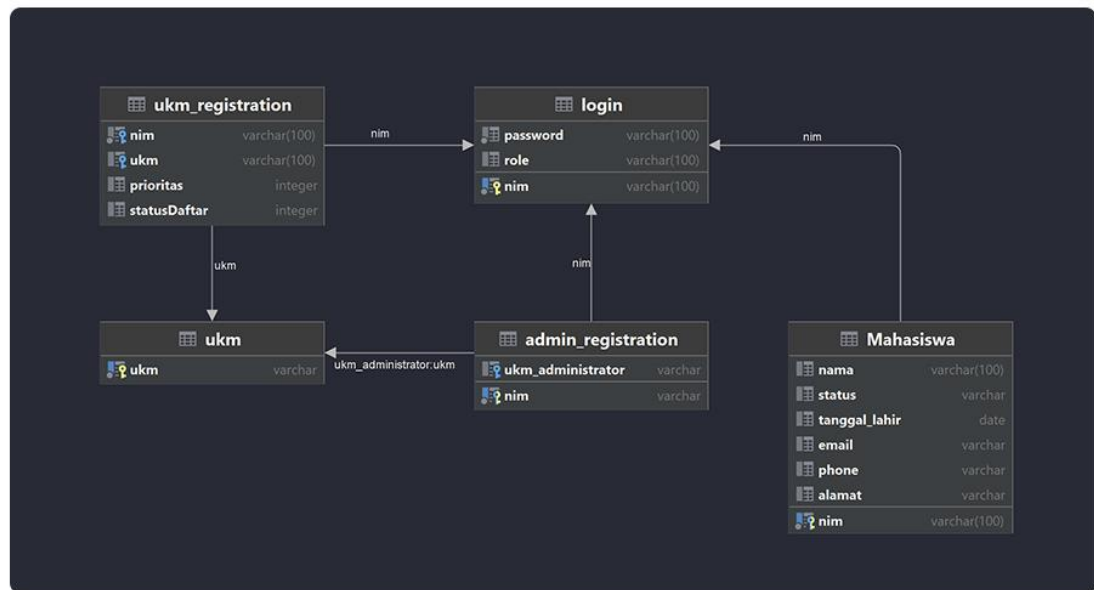 ukm_registration
nim varchar(100)
ukm varchar(100)
prioritas integer
statusDaftar integer
nim
login
password varchar(100)
role varchar(100)
nim varchar(100)
nim
ukm
nim
ukm
ukm varchar
ukm_administrator:ukm
admin_registration
ukm_administrator varchar
nim varchar
Mahasiswa
nama varchar(100)
status varchar
tanggal_lahir date
email varchar
phone varchar
alamat varchar
nim varchar(100)